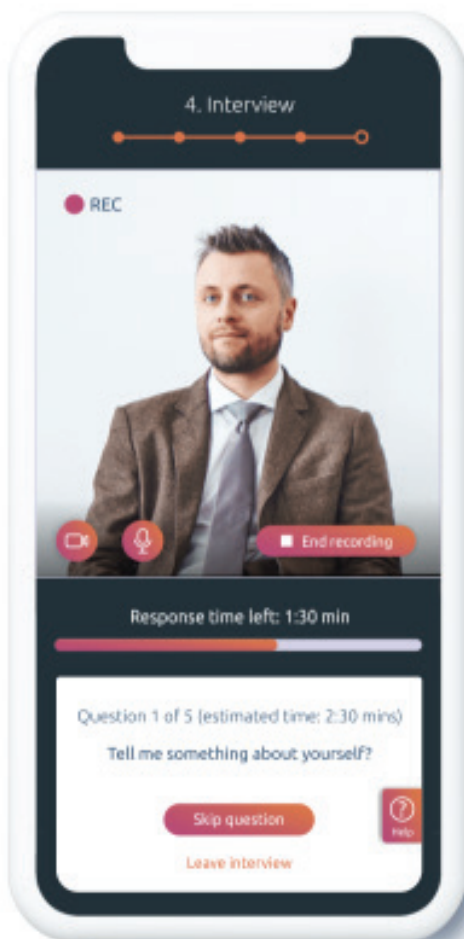 4. Interview
REC
End recording
Response time left: 1:30 min
Question 1 of 5 (estimated time: 2:30 mins)
Tell me something about yourself?
Skip question
Help
Leave interview